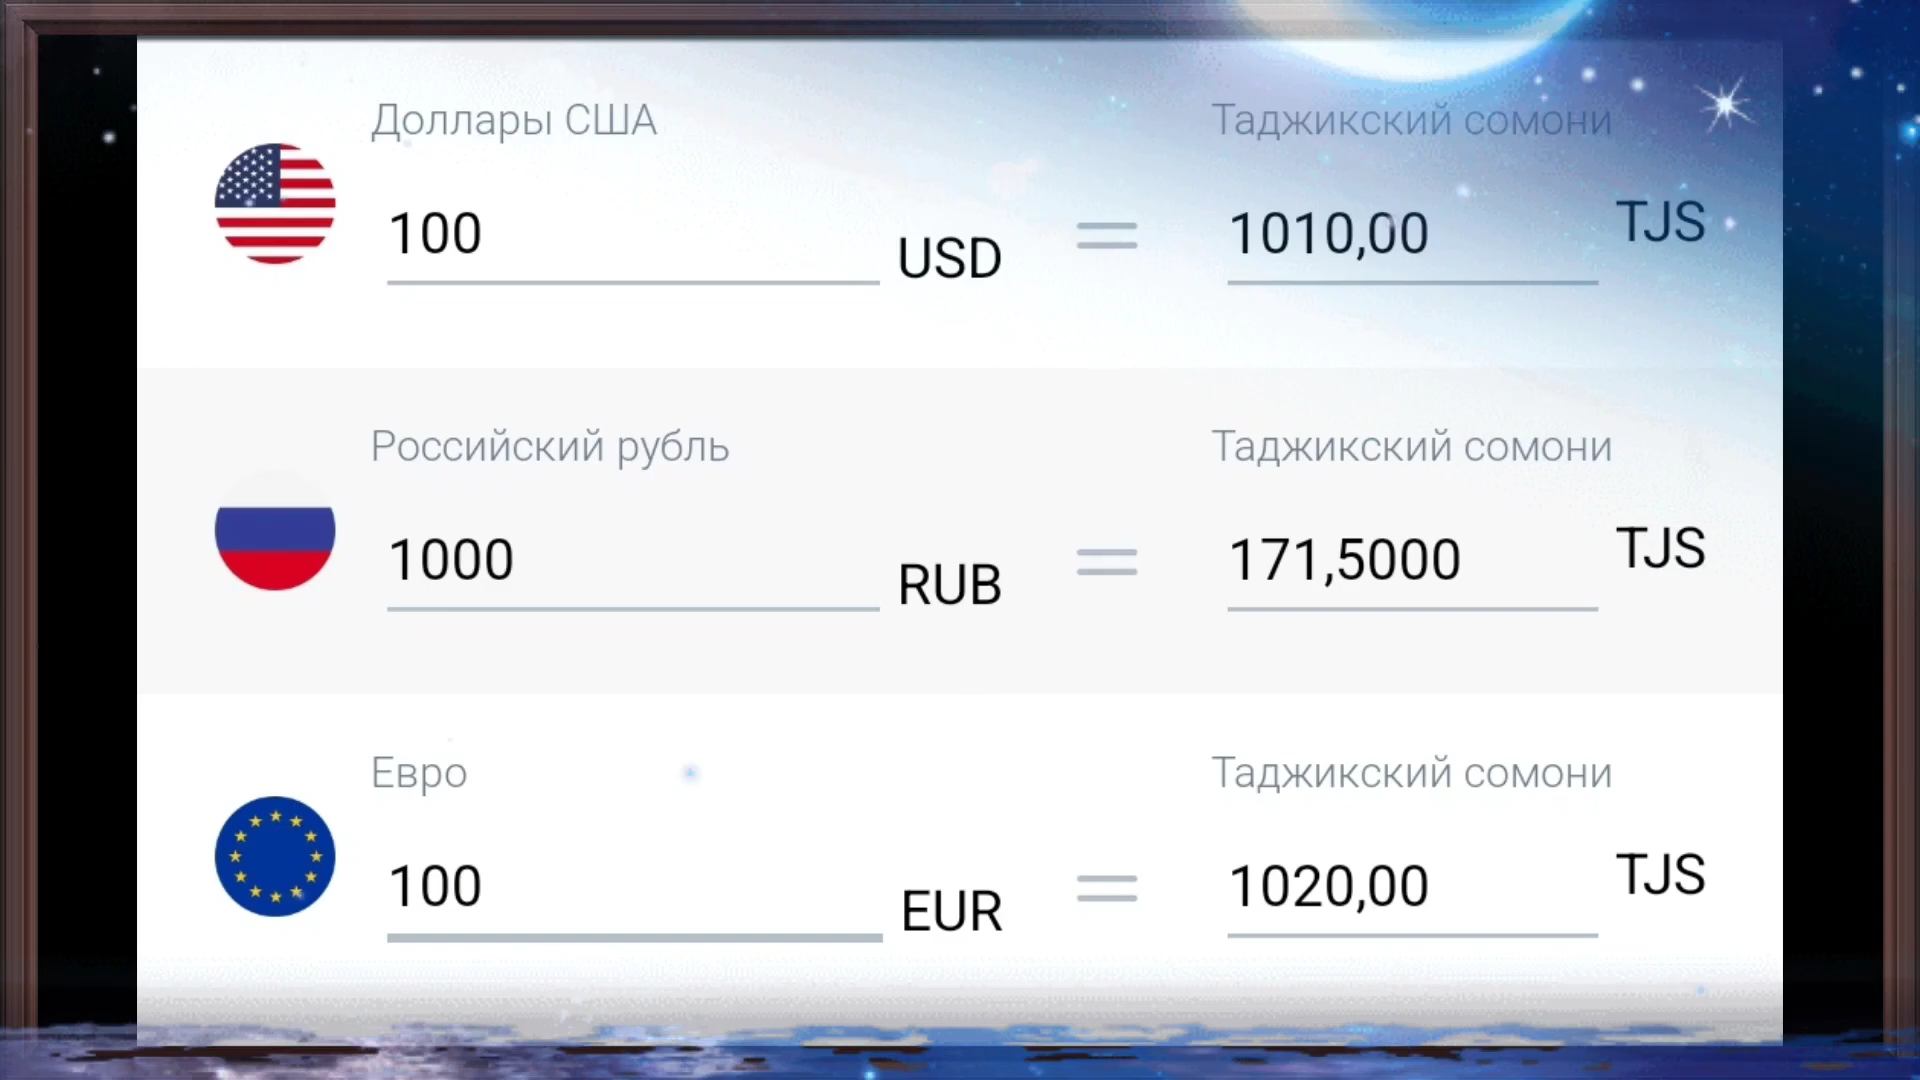 Доллары США
Таджикский сомони
100 USD = 1010,00 TJS
Российский рубль
Таджикский сомони
1000 RUB = 171,5000 TJS
Евро
Таджикский сомони
100 EUR = 1020,00 TJS